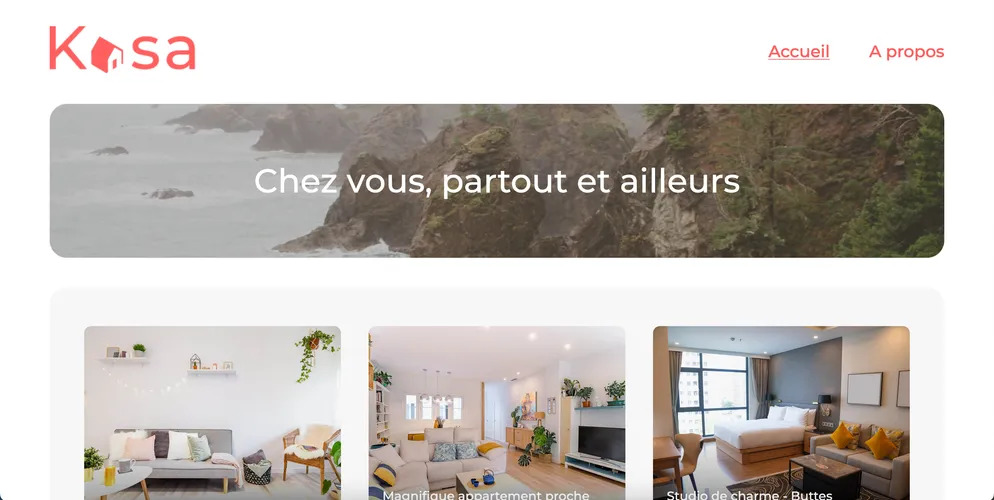 Kasa
Accueil
A propos
Chez vous, partout et ailleurs
Magnifique appartement proche
Studio de charme - Buttes